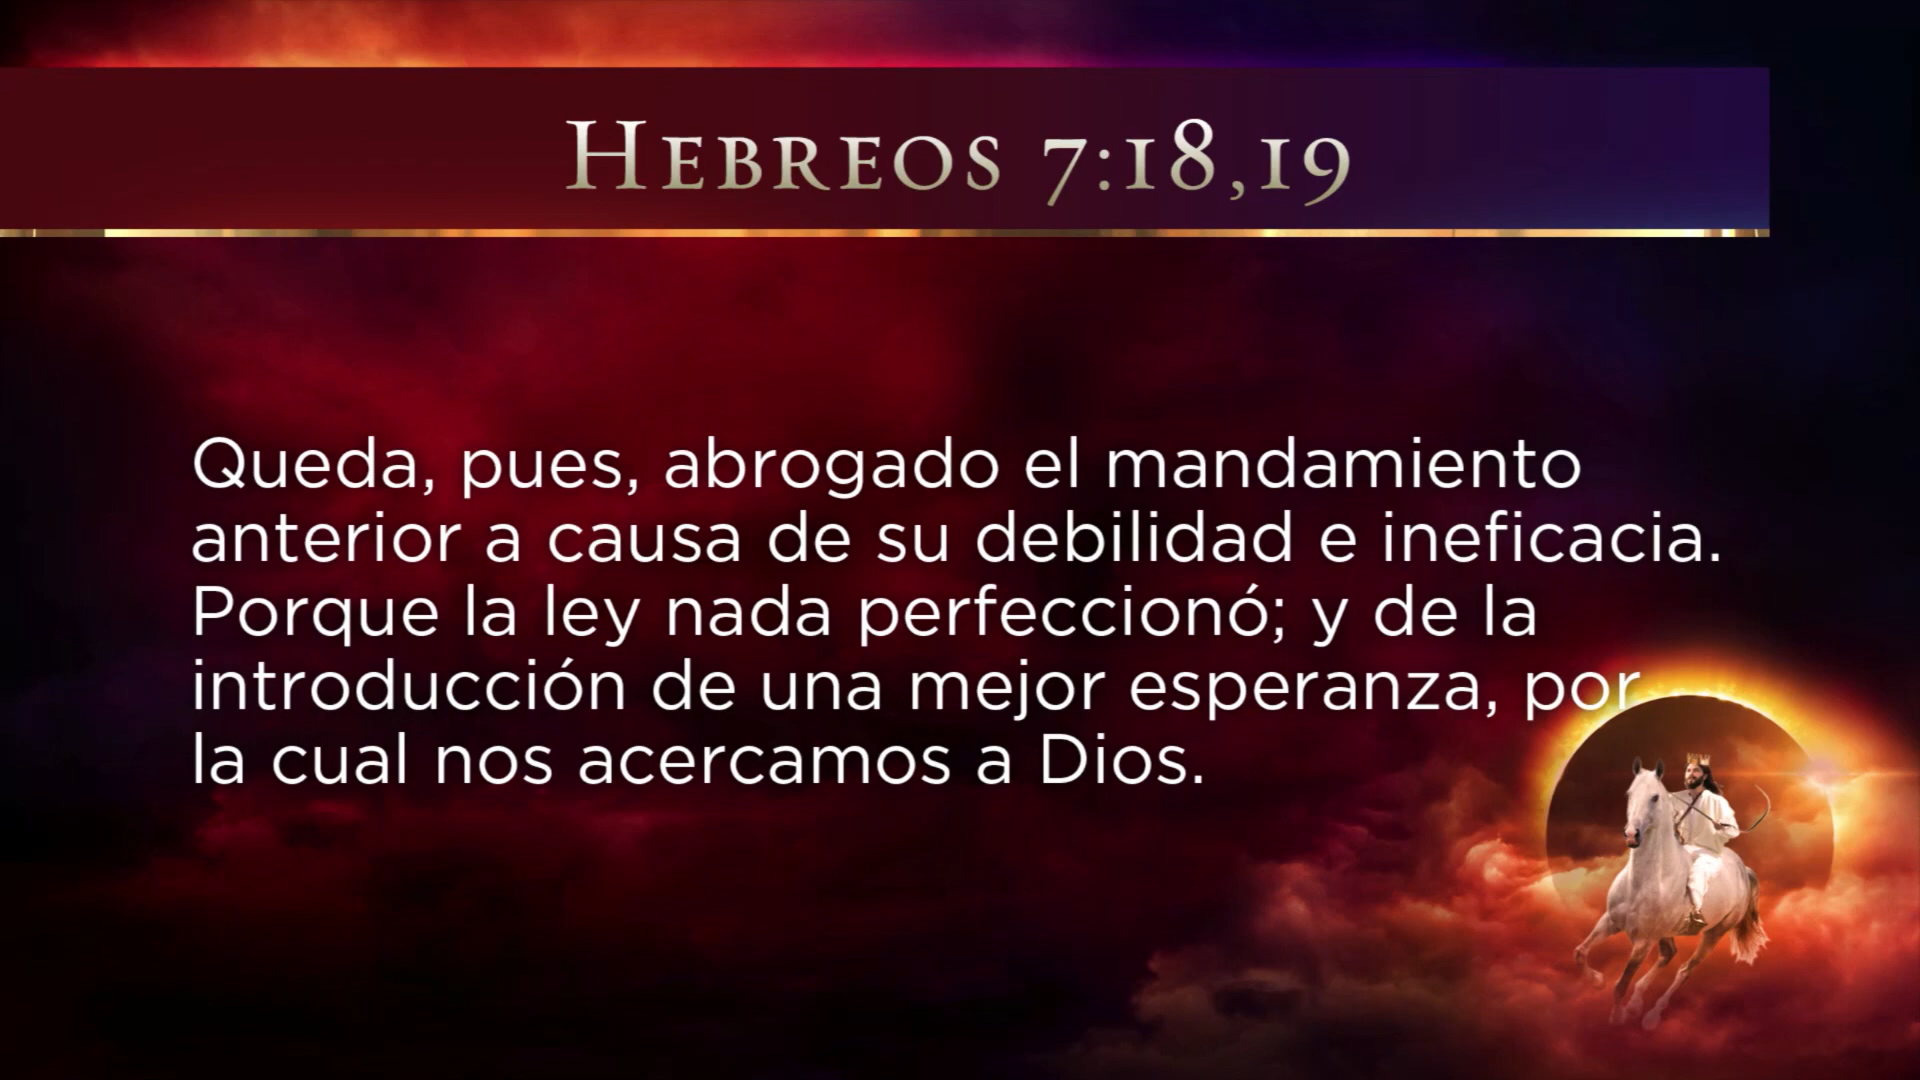 Hebreos 7:18,19
Queda, pues, abrogado el mandamiento
anterior a causa de su debilidad e ineficacia.
Porque la ley nada perfeccionó; y de la
introducción de una mejor esperanza, por
la cual nos acercamos a Dios.